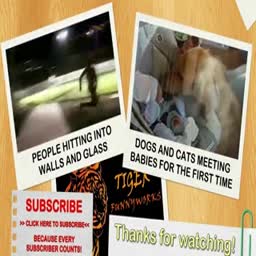 PEOPLE HITTING INTO
WALLS AND GLASS
DOGS AND CATS MEETING
BABIES FOR THE FIRST TIME
SUBSCRIBE
>> CLICK HERE TO SUBSCRIBE <<
BECAUSE EVERY
SUBSCRIBER COUNTS!
TIGER
FUNNYWORKS
Thanks for watching!